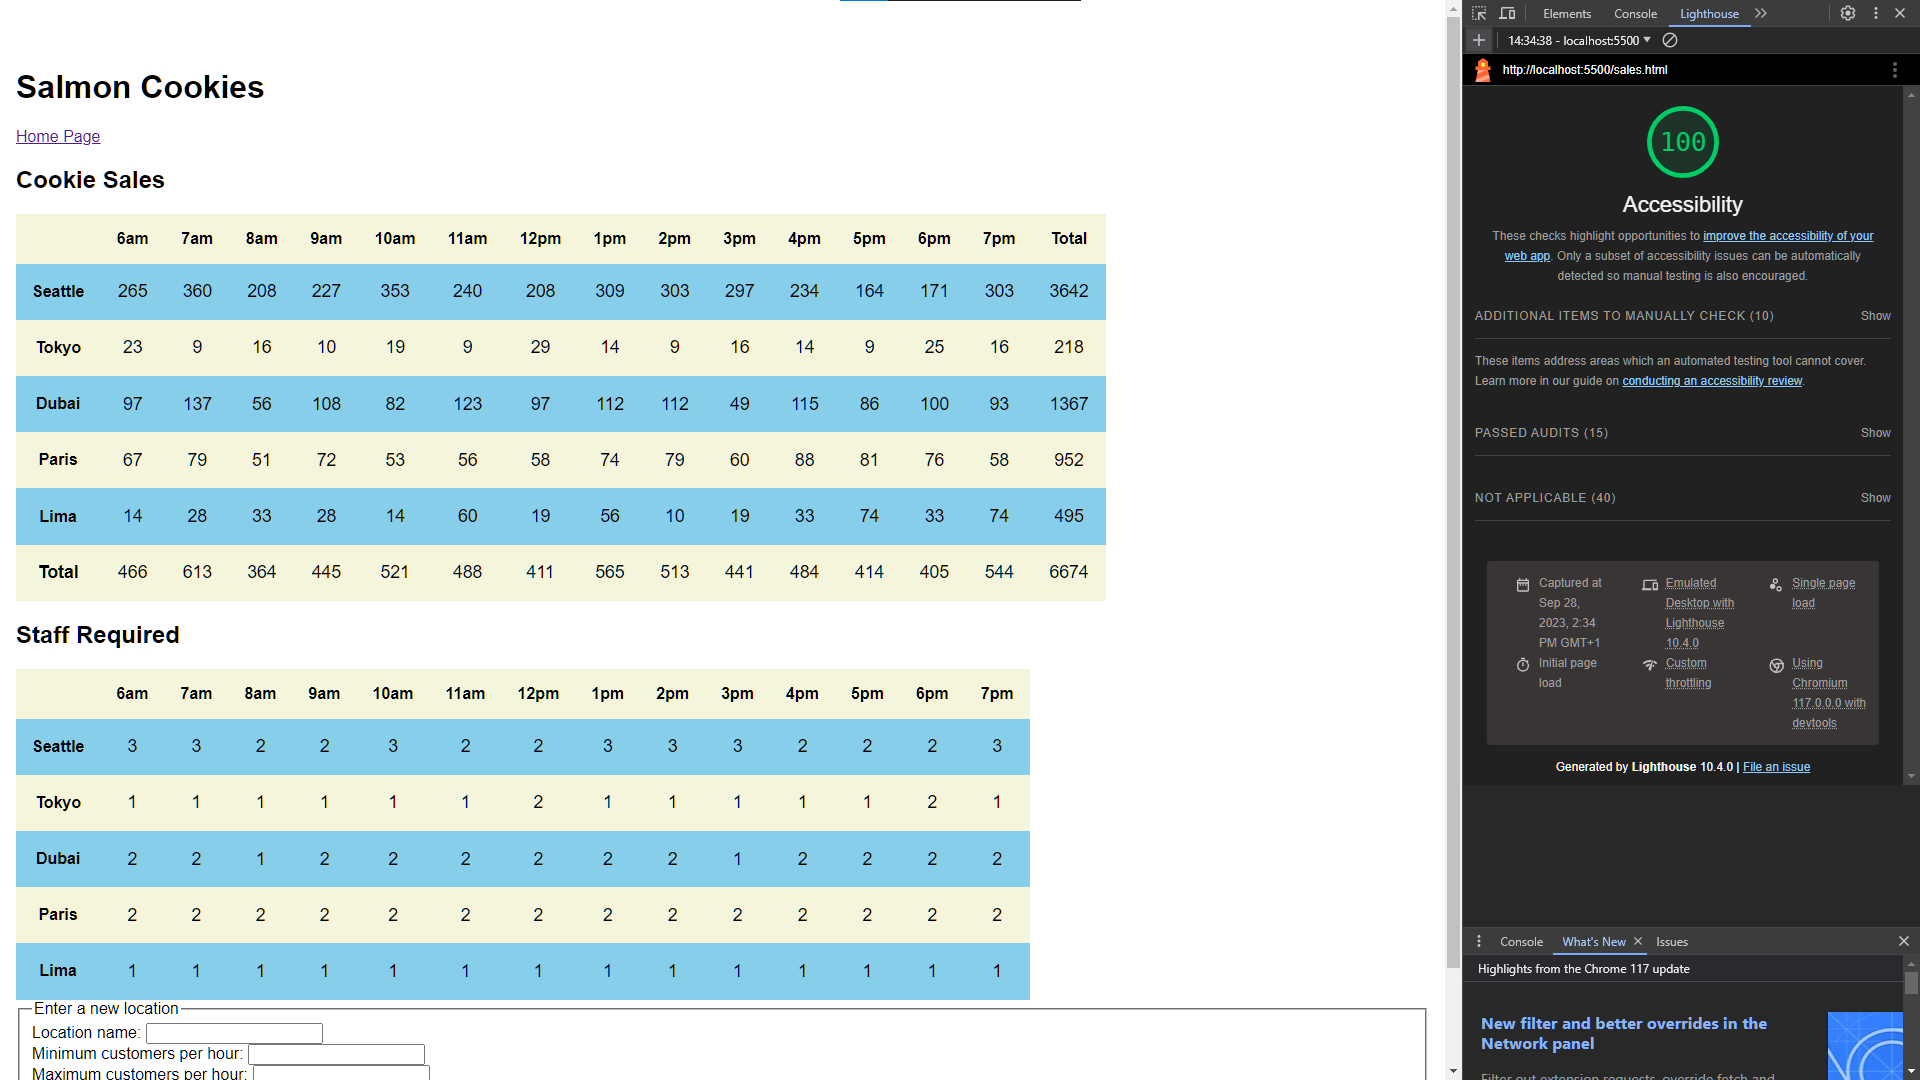 Salmon Cookies
Home Page
Cookie Sales
6am 7am 8am 9am 10am 11am 12pm 1pm 2pm 3pm 4pm 5pm 6pm 7pm Total
Seattle 265 360 208 227 353 240 208 309 303 297 234 164 171 303 3642
Tokyo 23 9 16 10 19 9 29 14 9 16 14 9 25 16 218
Dubai 97 137 56 108 82 123 97 112 112 49 115 86 100 93 1367
Paris 67 79 51 72 53 56 58 74 79 60 88 81 76 58 952
Lima 14 28 33 28 14 60 19 56 10 19 33 74 33 74 495
Total 466 613 364 445 521 488 411 565 513 441 484 414 405 544 6674
Staff Required
6am 7am 8am 9am 10am 11am 12pm 1pm 2pm 3pm 4pm 5pm 6pm 7pm
Seattle 3 3 2 2 3 2 2 3 3 3 2 2 2 3
Tokyo 1 1 1 1 1 1 2 1 1 1 1 1 2 1
Dubai 2 2 1 2 2 2 2 2 2 1 2 2 2 2
Paris 2 2 2 2 2 2 2 2 2 2 2 2 2 2
Lima 1 1 1 1 1 1 1 1 1 1 1 1 1 1
Enter a new location
Location name:
Minimum customers per hour:
Maximum customers per hour:
Elements Console Lighthouse
14:34:38 - localhost:5500
http://localhost:5500/sales.html
100
Accessibility
These checks highlight opportunities to improve the accessibility of your
web app. Only a subset of accessibility issues can be automatically
detected so manual testing is also encouraged.
ADDITIONAL ITEMS TO MANUALLY CHECK (10) Show
These items address areas which an automated testing tool cannot cover.
Learn more in our guide on conducting an accessibility review.
PASSED AUDITS (15) Show
NOT APPLICABLE (40) Show
Captured at
Sep 28,
2023, 2:34
PM GMT+1
Emulated
Desktop with
Lighthouse
10.4.0
Single page
load
Initial page
load
Custom
throttling
Using
Chromium
117.0.0.0 with
devtools
Generated by Lighthouse 10.4.0 | File an issue
Console What's New Issues
Highlights from the Chrome 117 update
New filter and better overrides in the
Network panel
Filter out extension requests, override fetch and